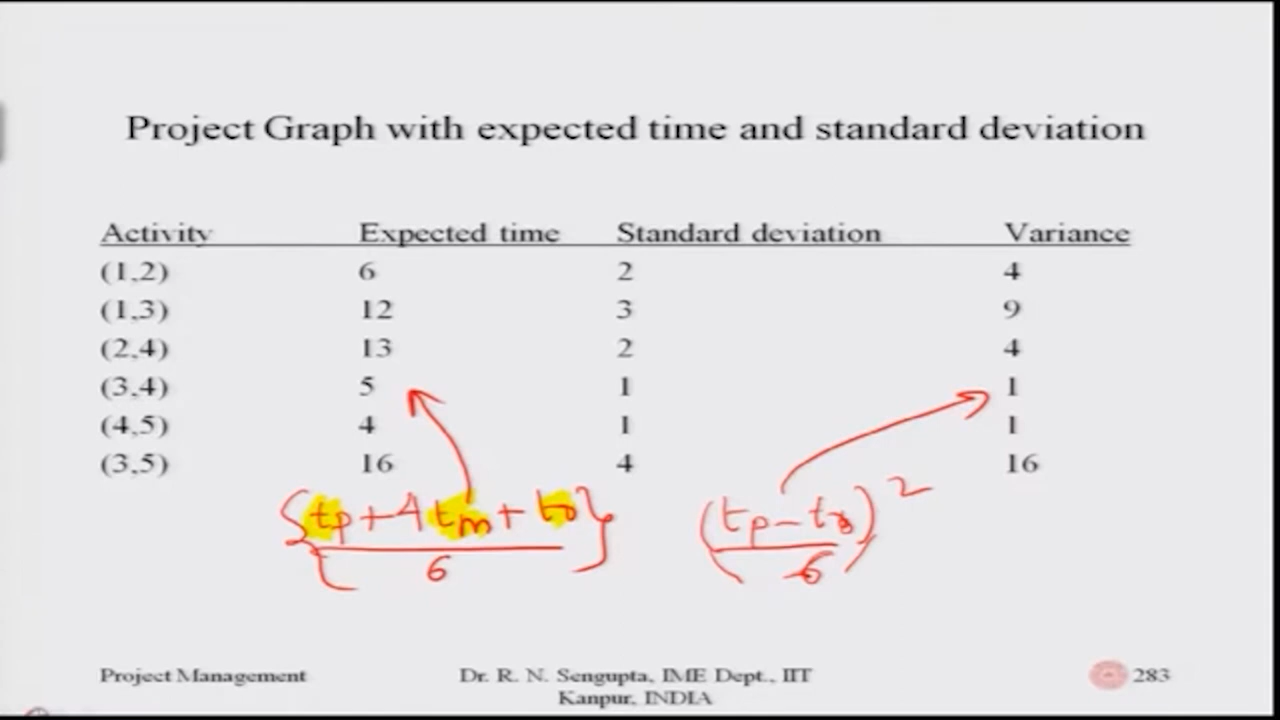 Project Graph with expected time and standard deviation
Activity Expected time Standard deviation Variance
(1,2) 6 2 4
(1,3) 12 3 9
(2,4) 13 2 4
(3,4) 5 1 1
(4,5) 4 1 1
(3,5) 16 4 16
{tp+4tm+to} (tp-to)2
6 6
Project Management Dr. R. N. Sengupta, IME Dept., IIT 283
Kanpur, INDIA